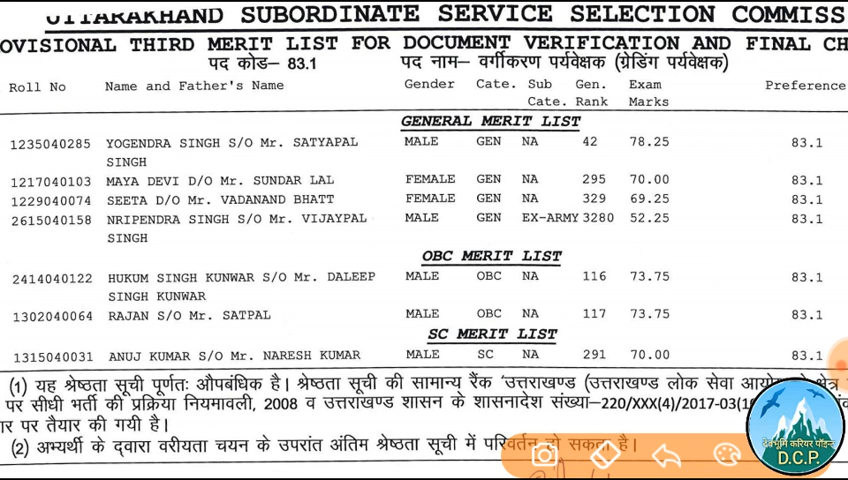 UTTARAKHAND SUBORDINATE SERVICE SELECTION COMMISS
OVISIONAL THIRD MERIT LIST FOR DOCUMENT VERIFICATION AND FINAL CH
पद कोड– 83.1 पद नाम– वर्गीकरण पर्यवेक्षक (ग्रेडिंग पर्यवेक्षक)
Roll No Name and Father's Name Gender Cate. Sub Gen. Exam Preference
Cate. Rank Marks
GENERAL MERIT LIST
1235040285 YOGENDRA SINGH S/O Mr. SATYAPAL MALE GEN NA 42 78.25 83.1
SINGH
1217040103 MAYA DEVI D/O Mr. SUNDAR LAL FEMALE GEN NA 295 70.00 83.1
1229040074 SEETA D/O Mr. VADANAND BHATT FEMALE GEN NA 329 69.25 83.1
2615040158 NRIPENDRA SINGH S/O Mr. VIJAYPAL MALE GEN EX-ARMY 3280 52.25 83.1
SINGH
OBC MERIT LIST
2414040122 HUKUM SINGH KUNWAR S/O Mr. DALEEP MALE OBC NA 116 73.75 83.1
SINGH KUNWAR
1302040064 RAJAN S/O Mr. SATPAL MALE OBC NA 117 73.75 83.1
SC MERIT LIST
1315040031 ANUJ KUMAR S/O Mr. NARESH KUMAR MALE SC NA 291 70.00 83.1
(1) यह श्रेष्ठता सूची पूर्णतः औपबंधिक है। श्रेष्ठता सूची की सामान्य रैंक 'उत्तराखण्ड (उत्तराखण्ड लोक सेवा क्षेत्र
पर सीधी भर्ती की प्रक्रिया नियमावली, 2008 व उत्तराखण्ड शासन के शासनादेश संख्या–220/XXX(4)/2017-03(1
र पर तैयार की गयी है।
(2) अभ्यर्थी के द्वारा वरीयता चयन के उपरांत अंतिम श्रेष्ठता सूची में परिवर्तन हो सकता है।
देवभूमि करियर पॉइन्ट
D.C.P.